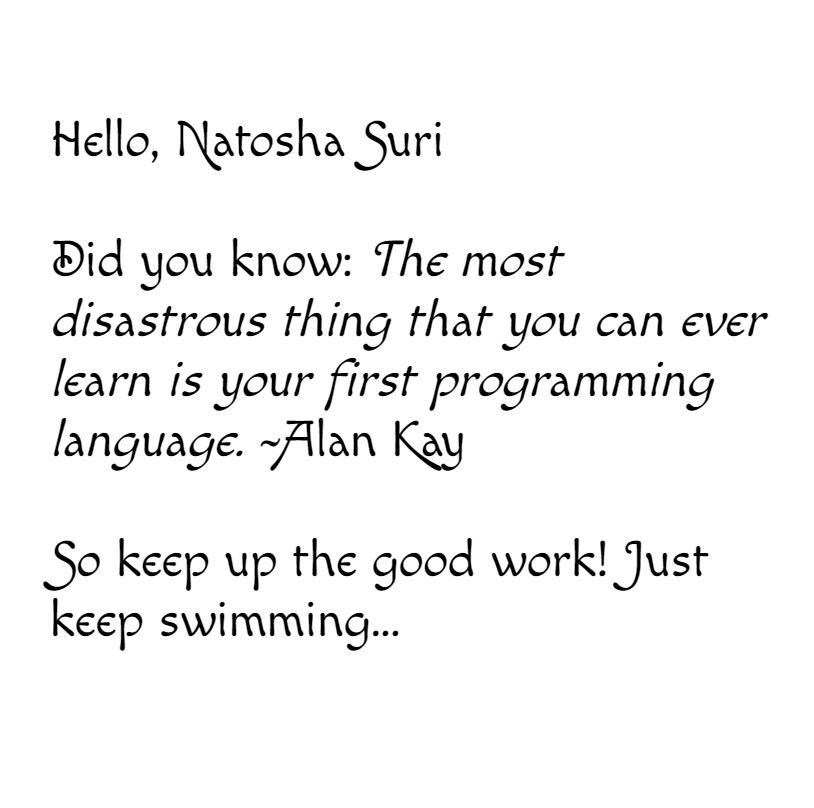 Hello, Natosha Suri
Did you know: The most
disastrous thing that you can ever
learn is your first programming
language. ~Alan Kay
So keep up the good work! Just
keep swimming...